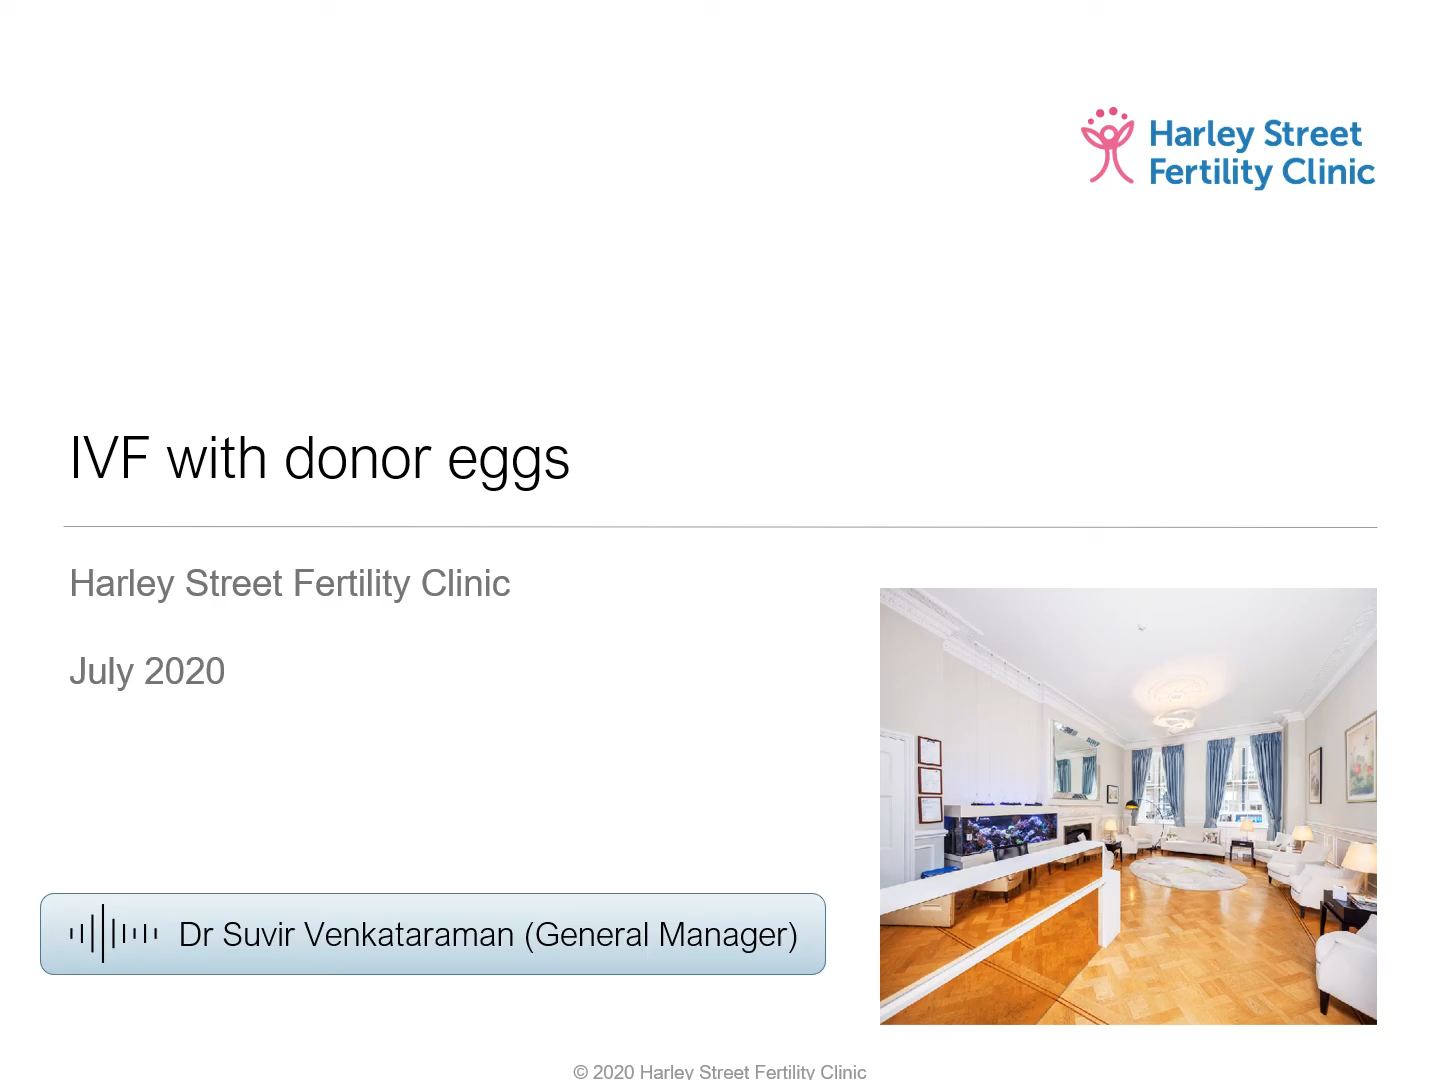 Harley Street
Fertility Clinic
IVF with donor eggs
Harley Street Fertility Clinic
July 2020
Dr Suvir Venkataraman (General Manager)
© 2020 Harley Street Fertility Clinic